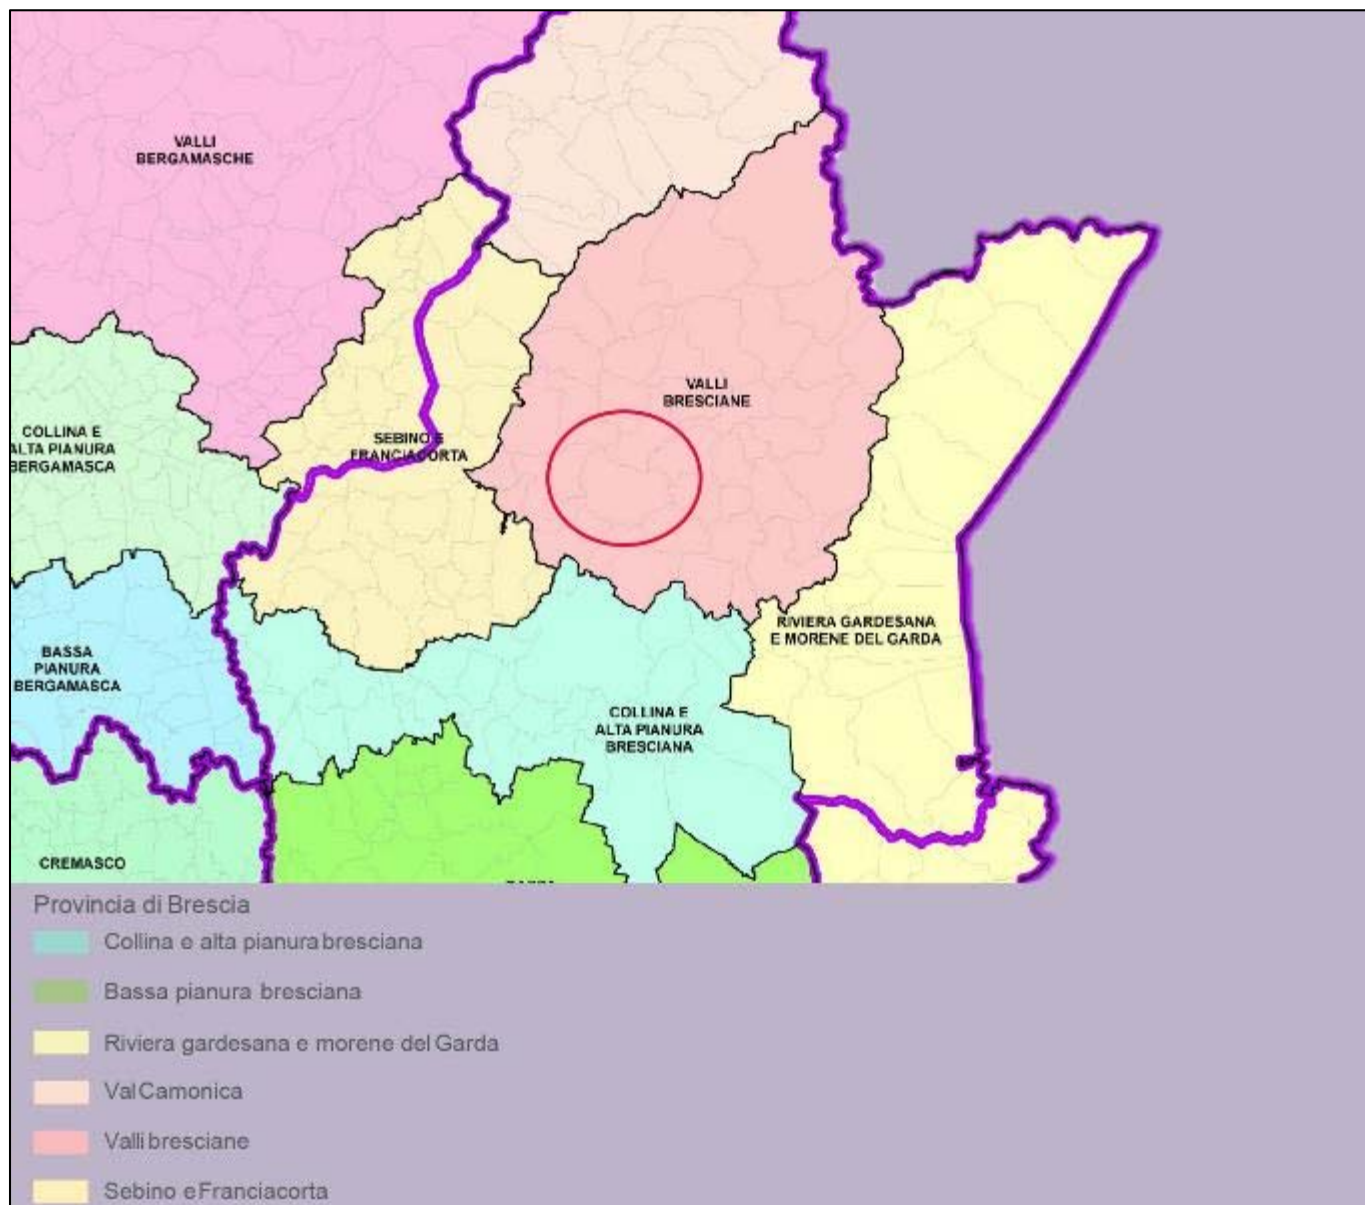 VALLI
BERGAMASCHE
VALLI
BRESCIANE
COLLINA E
ALTA PIANURA
BERGAMASCA
SEBINO E
FRANCIACORTA
RIVIERA GARDESANA
E MORENE DEL GARDA
BASSA
PIANURA
BERGAMASCA
COLLINA E
ALTA PIANURA
BRESCIANA
CREMASCO
Provincia di Brescia
Collina e alta pianura bresciana
Bassa pianura bresciana
Riviera gardesana e morene del Garda
Val Camonica
Valli bresciane
Sebino e Franciacorta